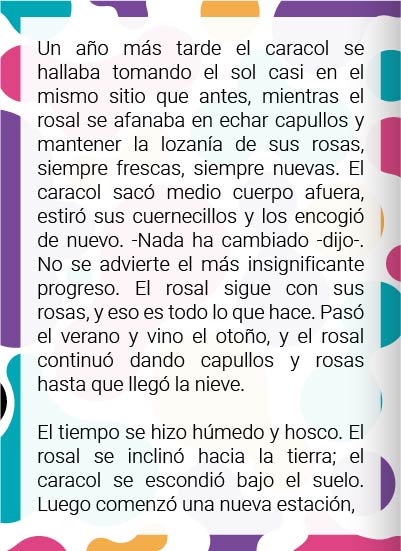 Un año más tarde el caracol se
hallaba tomando el sol casi en el
mismo sitio que antes, mientras el
rosal se afanaba en echar capullos y
mantener la lozanía de sus rosas,
siempre frescas, siempre nuevas. El
caracol sacó medio cuerpo afuera,
estiró sus cuernecillos y los encogió
de nuevo. -Nada ha cambiado -dijo-.
No se advierte el más insignificante
progreso. El rosal sigue con sus
rosas, y eso es todo lo que hace. Pasó
el verano y vino el otoño, y el rosal
continuó dando capullos y rosas
hasta que llegó la nieve.

El tiempo se hizo húmedo y hosco. El
rosal se inclinó hacia la tierra; el
caracol se escondió bajo el suelo.
Luego comenzó una nueva estación,